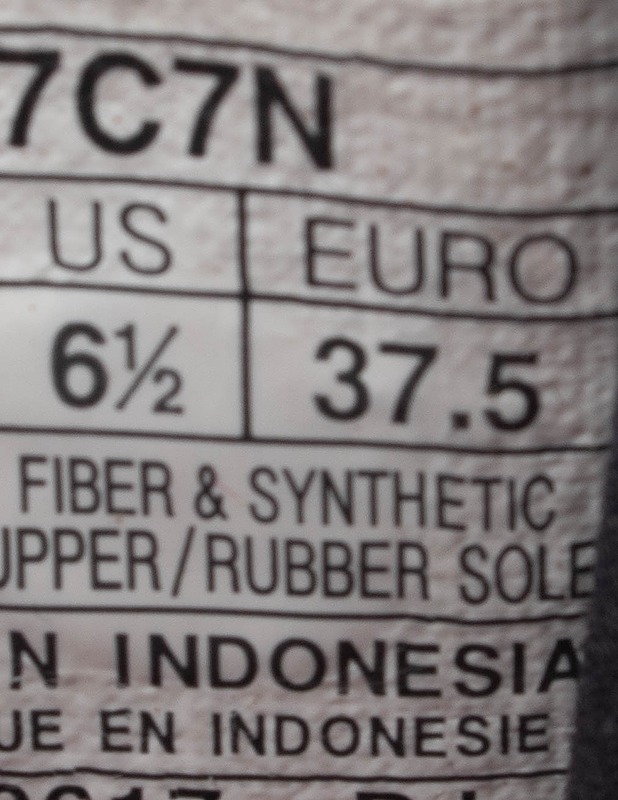 7C7N
US EURO
6½ 37.5
FIBER & SYNTHETIC
UPPER/RUBBER SOLE
N INDONESIA
UE EN INDONESIE